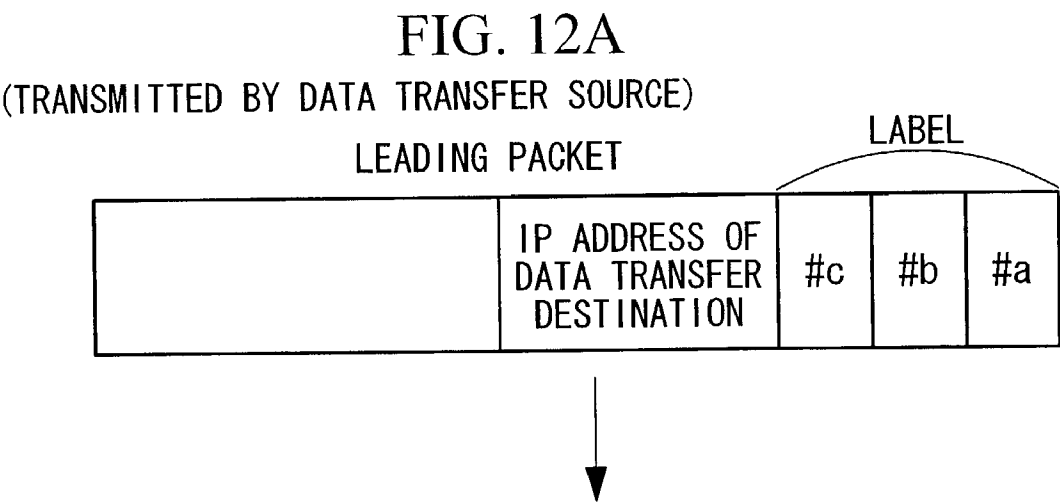 FIG. 12A
(TRANSMITTED BY DATA TRANSFER SOURCE)
LABEL
LEADING PACKET
IP ADDRESS OF
DATA TRANSFER
DESTINATION
#c
#b
#a